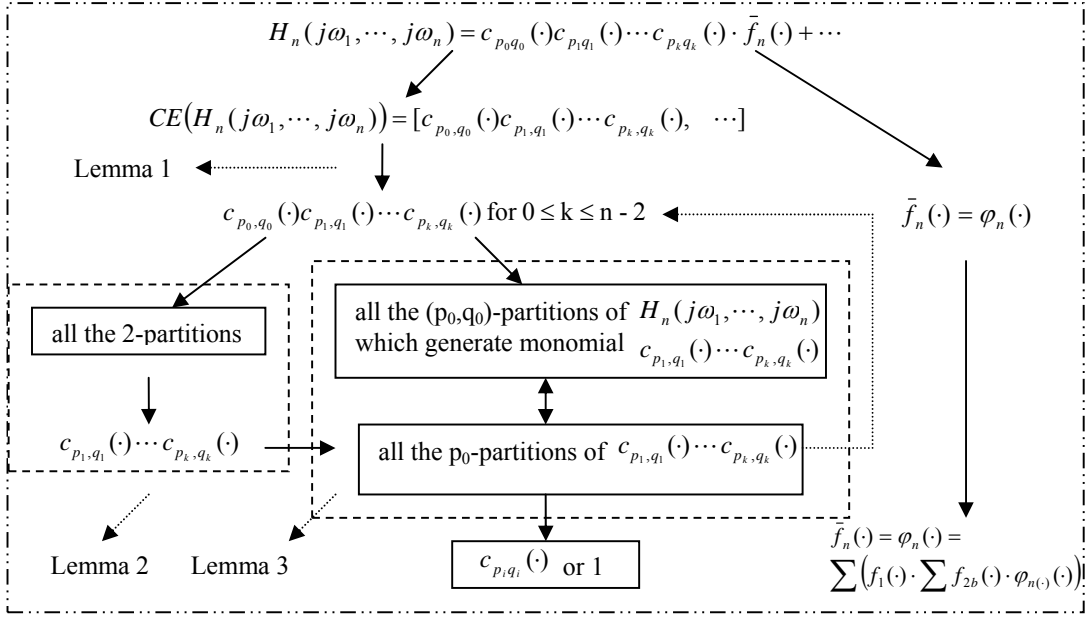 H_n(jω_1,⋯,jω_n) = c_{p_0q_0}(·)c_{p_1q_1}(·)⋯c_{p_kq_k}(·)·f̄_n(·)+⋯
CE(H_n(jω_1,⋯,jω_n)) = [c_{p_0,q_0}(·)c_{p_1,q_1}(·)⋯c_{p_k,q_k}(·), ⋯]
Lemma 1
c_{p_0,q_0}(·)c_{p_1,q_1}(·)⋯c_{p_k,q_k}(·) for 0 ≤ k ≤ n - 2
f̄_n(·) = φ_n(·)
all the 2-partitions
all the (p_0,q_0)-partitions of H_n(jω_1,⋯,jω_n)
which generate monomial c_{p_1,q_1}(·)⋯c_{p_k,q_k}(·)
c_{p_1,q_1}(·)⋯c_{p_k,q_k}(·)
all the p_0-partitions of c_{p_1,q_1}(·)⋯c_{p_k,q_k}(·)
Lemma 2
Lemma 3
c_{p_iq_i}(·) or 1
f̄_n(·) = φ_n(·) =
∑(f_1(·)·∑ f_{2b}(·)·φ_{n(·)}(·))